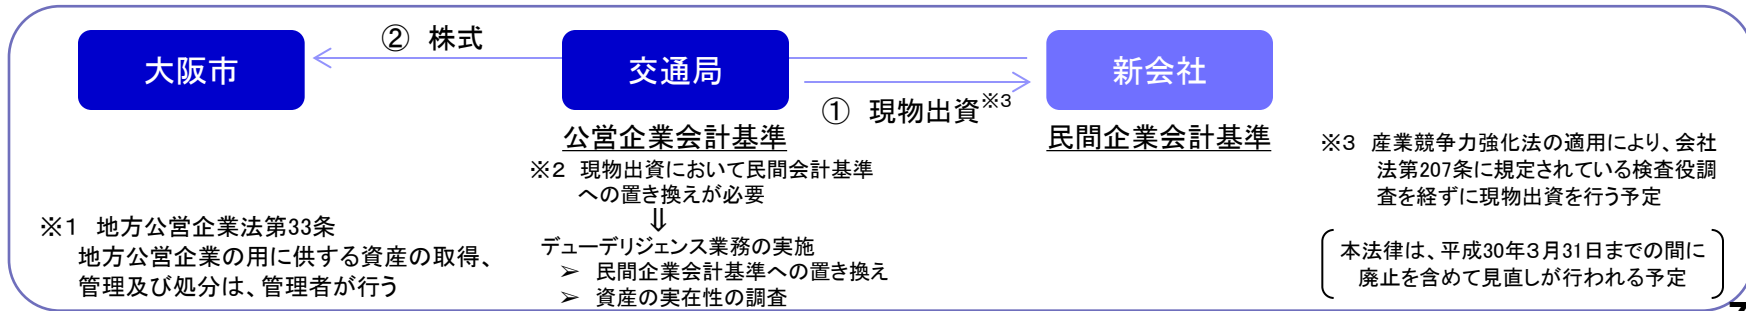 ② 株式
大阪市
交通局
新会社
① 現物出資※3
公営企業会計基準
民間企業会計基準
※2 現物出資において民間会計基準
への置き換えが必要
⇓
デューデリジェンス業務の実施
➢ 民間企業会計基準への置き換え
➢ 資産の実在性の調査
※1 地方公営企業法第33条
地方公営企業の用に供する資産の取得、
管理及び処分は、管理者が行う
※3 産業競争力強化法の適用により、会社
法第207条に規定されている検査役調
査を経ずに現物出資を行う予定
本法律は、平成30年3月31日までの間に
廃止を含めて見直しが行われる予定